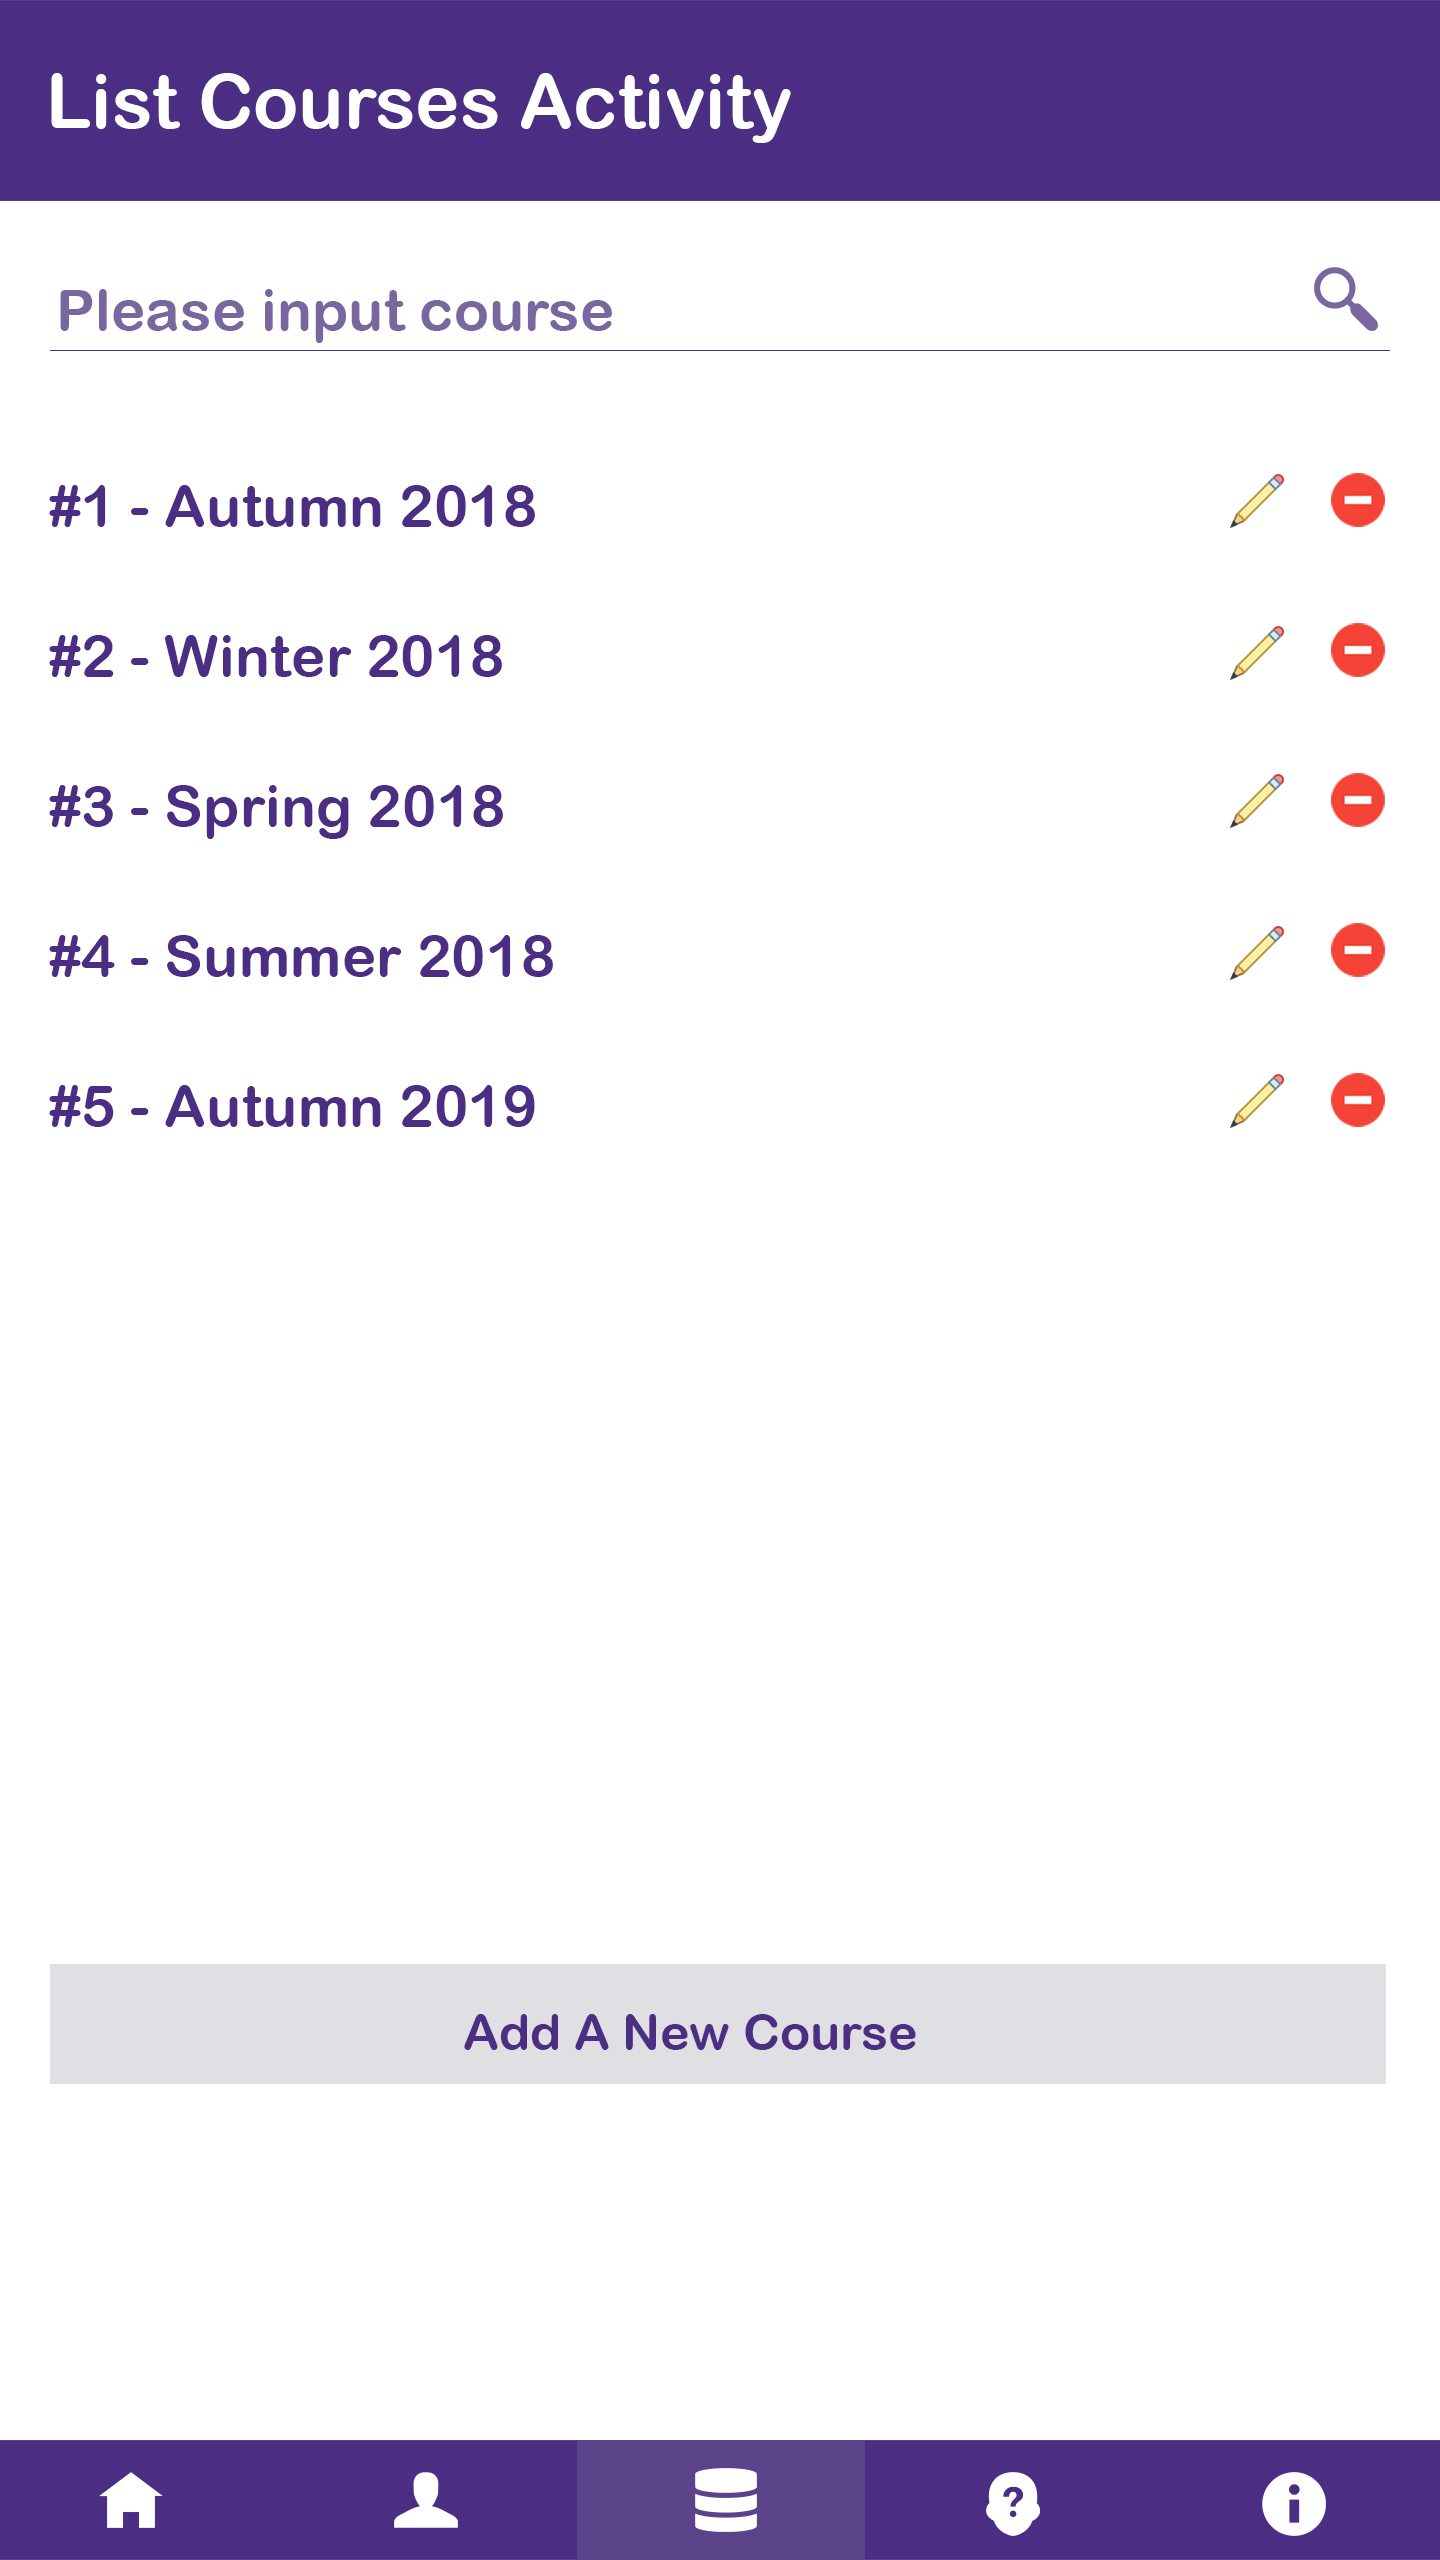 List Courses Activity
Please input course
#1 - Autumn 2018
#2 - Winter 2018
#3 - Spring 2018
#4 - Summer 2018
#5 - Autumn 2019
Add A New Course